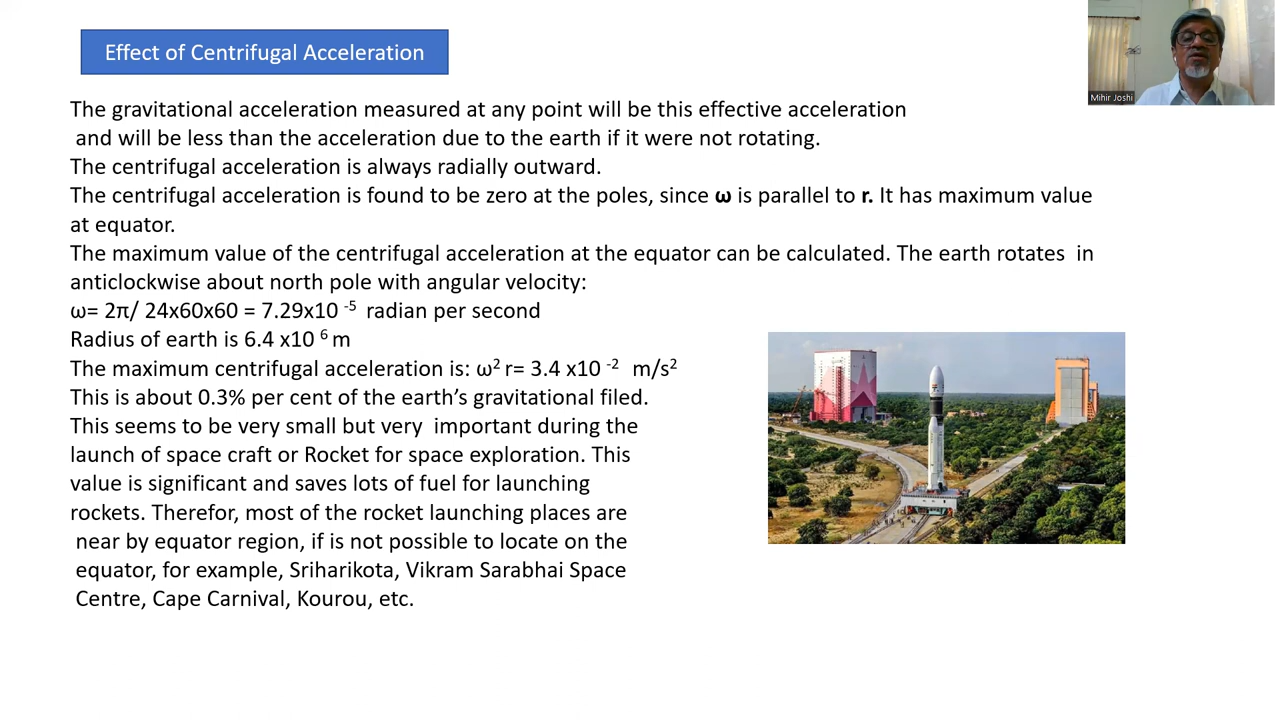 Effect of Centrifugal Acceleration
Mihir Joshi
The gravitational acceleration measured at any point will be this effective acceleration
and will be less than the acceleration due to the earth if it were not rotating.
The centrifugal acceleration is always radially outward.
The centrifugal acceleration is found to be zero at the poles, since ω is parallel to r. It has maximum value
at equator.
The maximum value of the centrifugal acceleration at the equator can be calculated. The earth rotates in
anticlockwise about north pole with angular velocity:
ω= 2π/ 24x60x60 = 7.29x10 ⁻⁵ radian per second
Radius of earth is 6.4 x10 ⁶ m
The maximum centrifugal acceleration is: ω² r= 3.4 x10 ⁻² m/s²
This is about 0.3% per cent of the earth’s gravitational filed.
This seems to be very small but very important during the
launch of space craft or Rocket for space exploration. This
value is significant and saves lots of fuel for launching
rockets. Therefor, most of the rocket launching places are
near by equator region, if is not possible to locate on the
equator, for example, Sriharikota, Vikram Sarabhai Space
Centre, Cape Carnival, Kourou, etc.